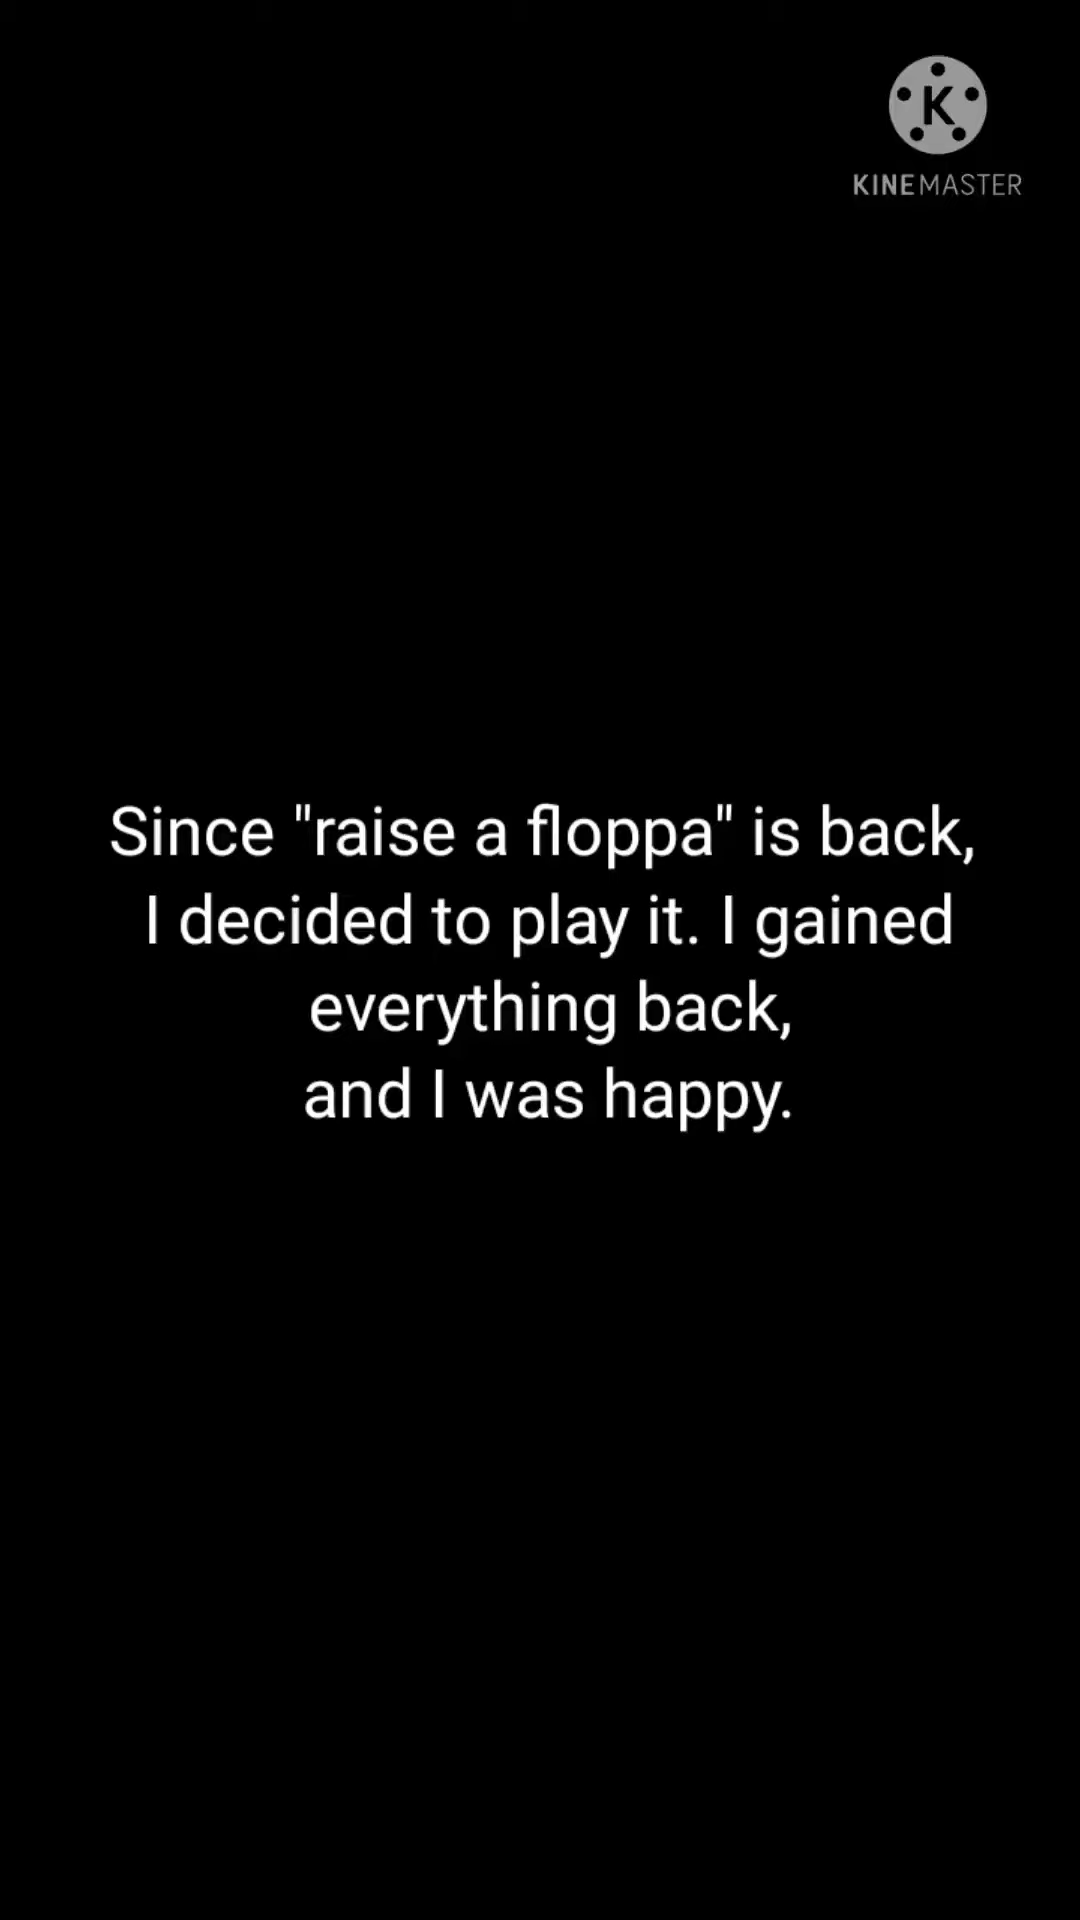 K
KINEMASTER
Since "raise a floppa" is back,
I decided to play it. I gained
everything back,
and I was happy.